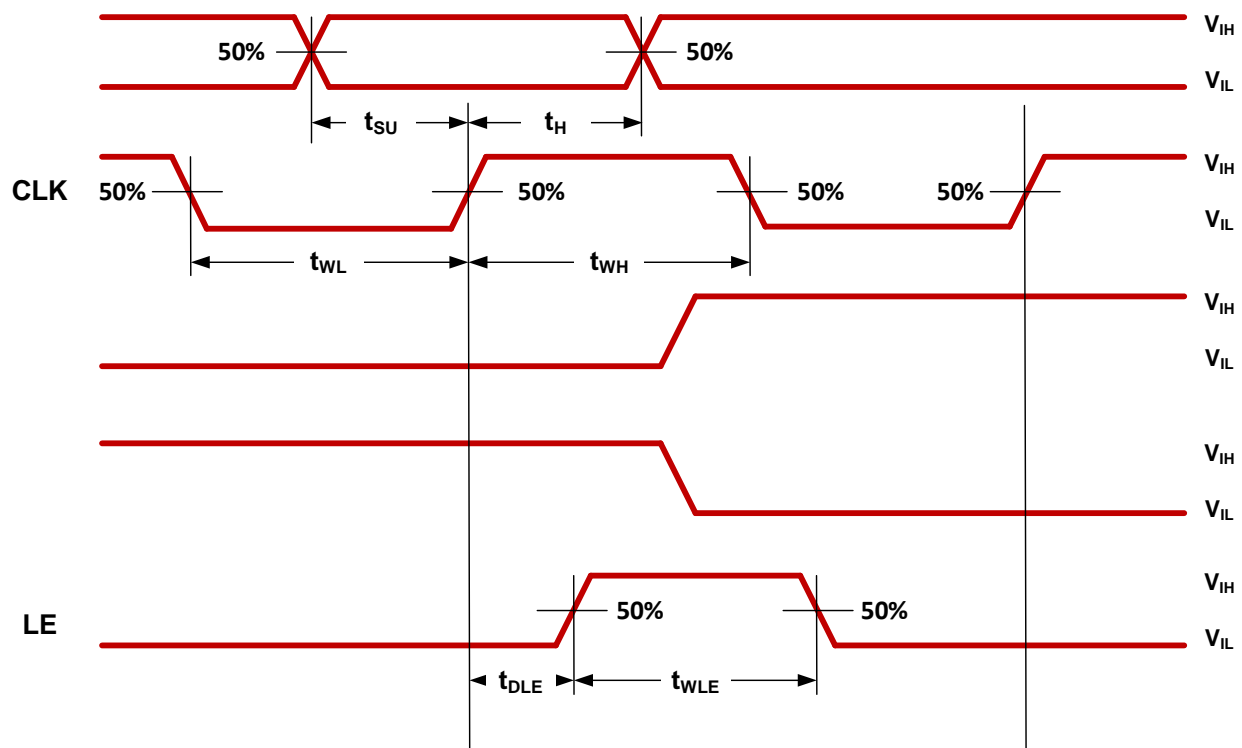 V_IH
50% 50%
V_IL
t_SU t_H
V_IH
CLK 50% 50% 50% 50%
V_IL
t_WL t_WH
V_IH
V_IL
V_IH
V_IL
V_IH
50% 50%
LE
V_IL
t_DLE t_WLE